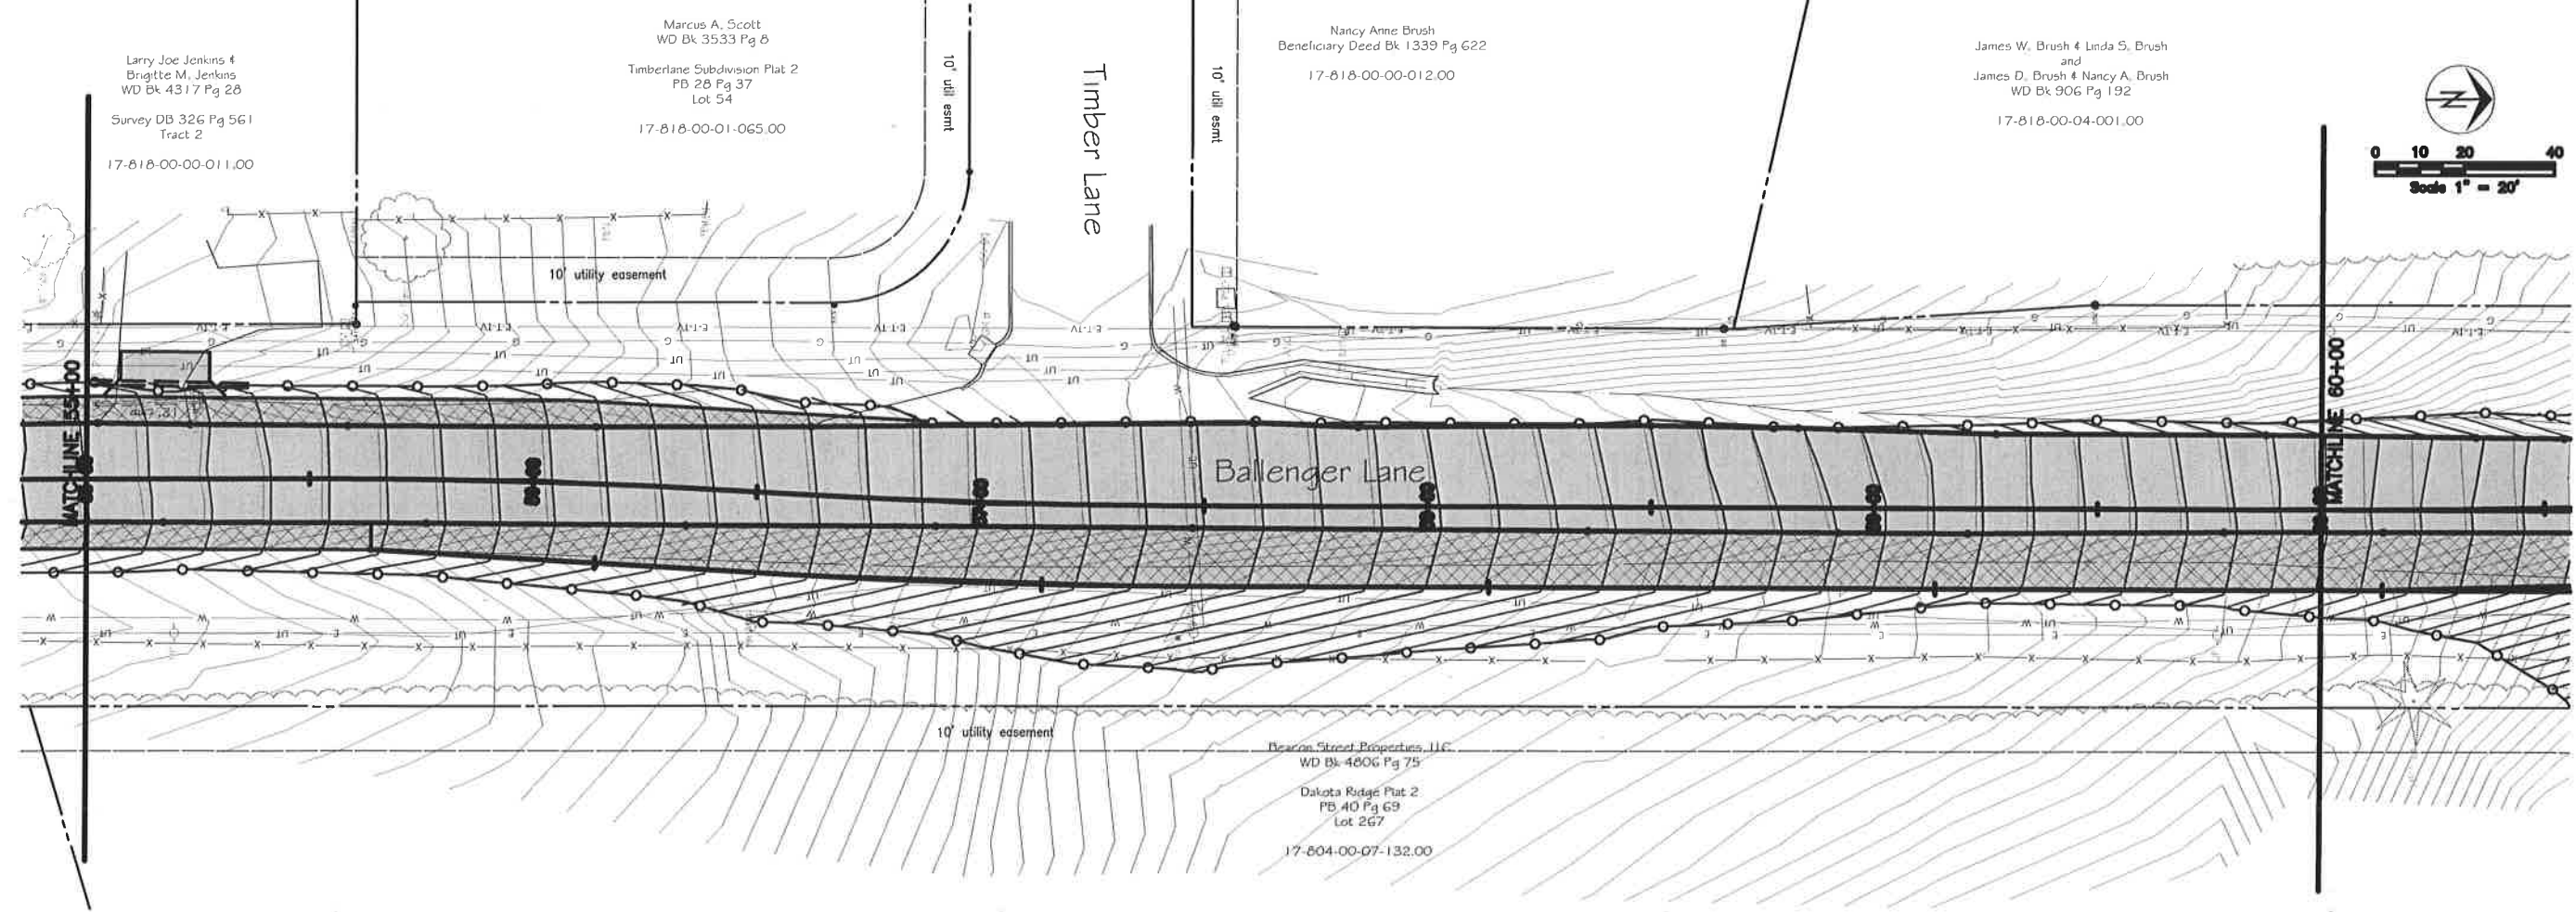 Larry Joe Jenkins &
Brigitte M. Jenkins
WD Bk 4317 Pg 28
Survey DB 326 Pg 561
Tract 2
17-818-00-00-011.00
Marcus A. Scott
WD Bk 3533 Pg 8
Timberlane Subdivision Plat 2
PB 28 Pg 37
Lot 54
17-818-00-01-065.00
10' util esmt
Timber Lane
10' util esmt
Nancy Anne Brush
Beneficiary Deed Bk 1339 Pg 622
17-818-00-00-012.00
James W. Brush & Linda S. Brush
and
James D. Brush & Nancy A. Brush
WD Bk 906 Pg 192
17-818-00-04-001.00
N
0 10 20 40
Scale 1" = 20'
10' utility easement
MATCHLINE 55+00
Ballenger Lane
MATCHLINE 60+00
10' utility easement
Beacon Street Properties, LLC
WD Bk 4806 Pg 75
Dakota Ridge Plat 2
PB 40 Pg 69
Lot 267
17-804-00-07-132.00